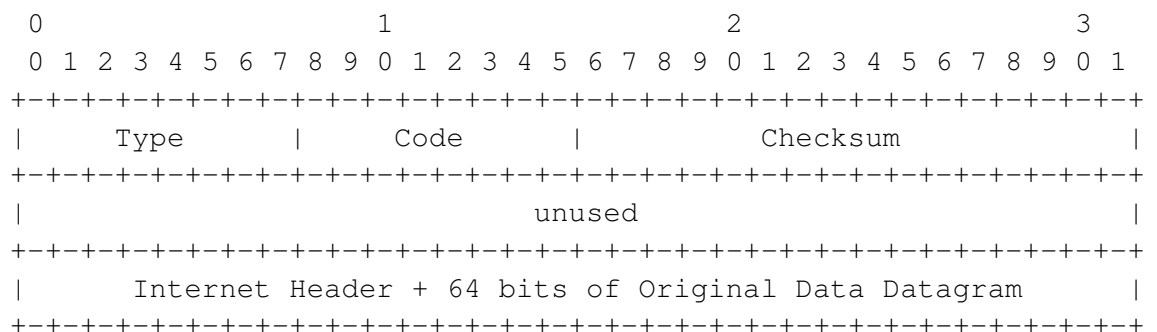 0                   1                   2                   3
0 1 2 3 4 5 6 7 8 9 0 1 2 3 4 5 6 7 8 9 0 1 2 3 4 5 6 7 8 9 0 1
+-+-+-+-+-+-+-+-+-+-+-+-+-+-+-+-+-+-+-+-+-+-+-+-+-+-+-+-+-+-+-+-+
|     Type      |     Code      |          Checksum             |
+-+-+-+-+-+-+-+-+-+-+-+-+-+-+-+-+-+-+-+-+-+-+-+-+-+-+-+-+-+-+-+-+
|                             unused                            |
+-+-+-+-+-+-+-+-+-+-+-+-+-+-+-+-+-+-+-+-+-+-+-+-+-+-+-+-+-+-+-+-+
|      Internet Header + 64 bits of Original Data Datagram      |
+-+-+-+-+-+-+-+-+-+-+-+-+-+-+-+-+-+-+-+-+-+-+-+-+-+-+-+-+-+-+-+-+